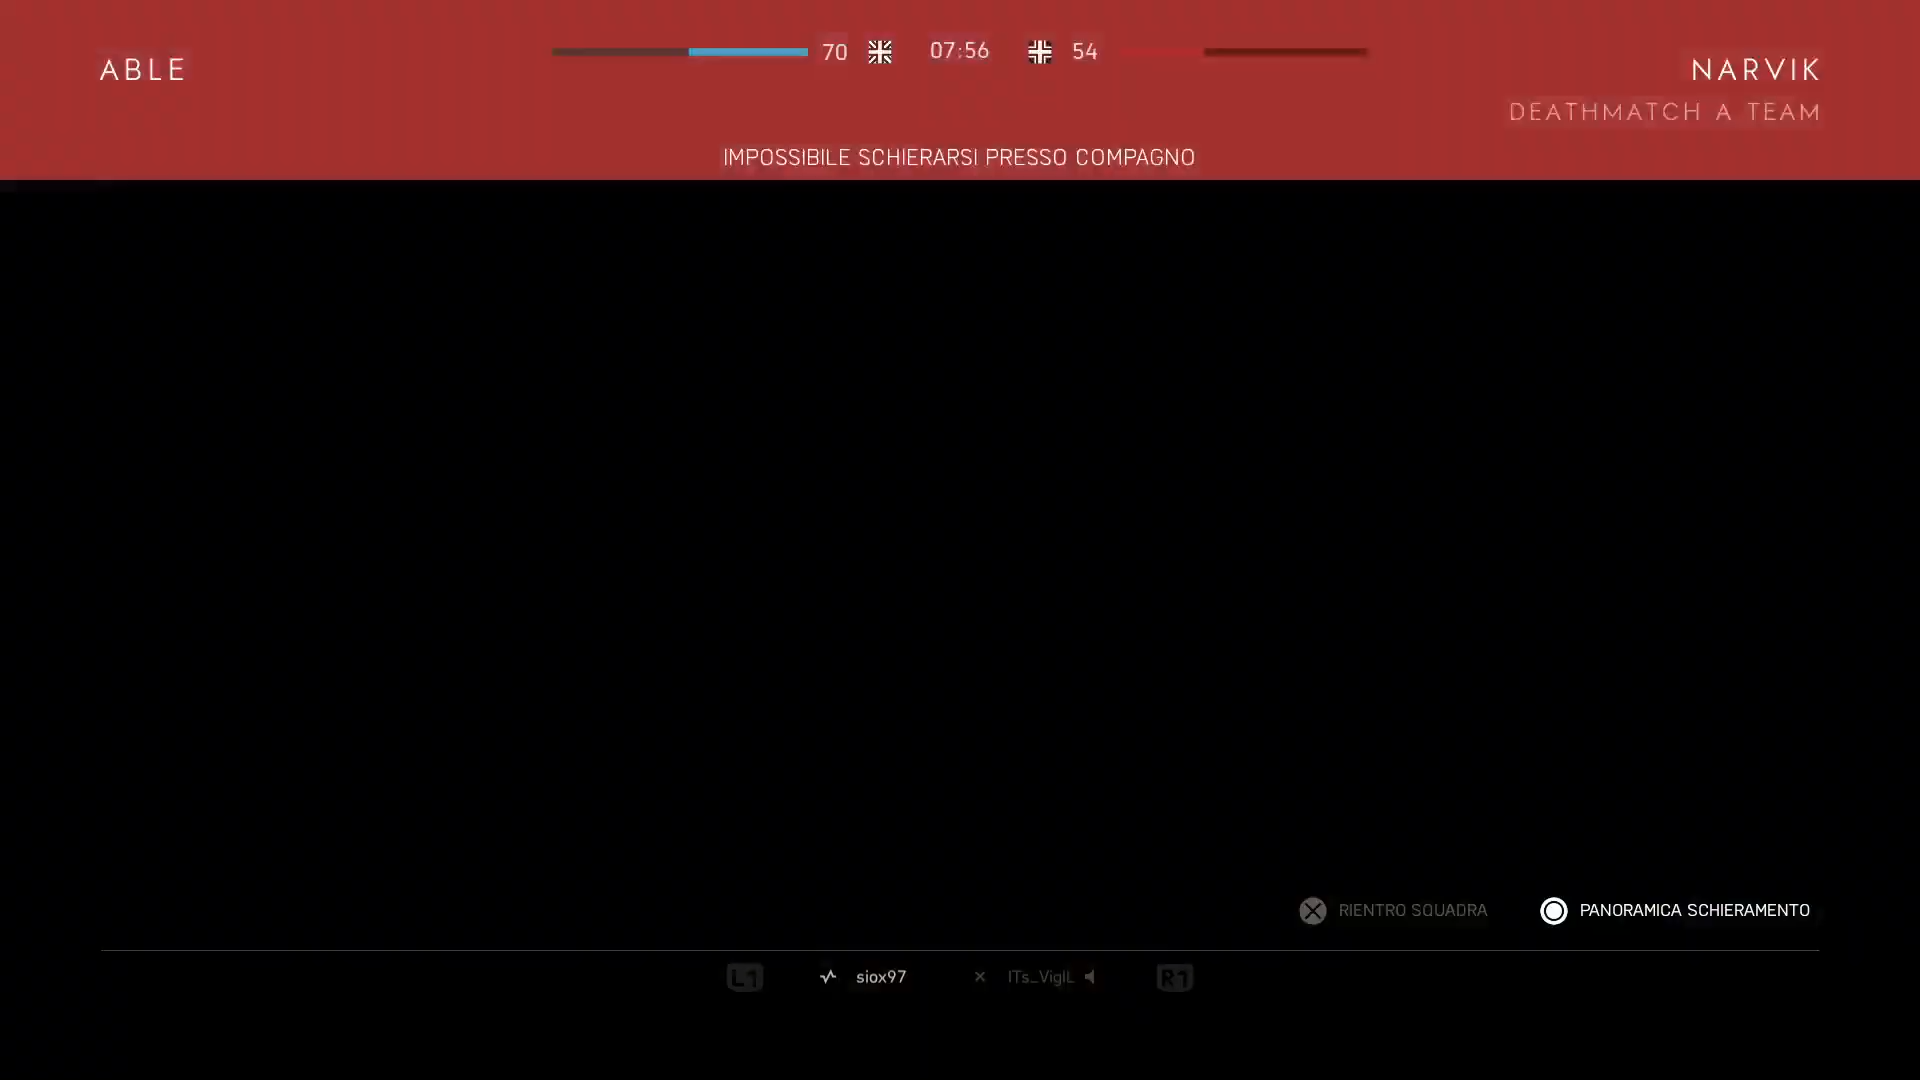 ABLE
70 07:56 54
NARVIK
DEATHMATCH A TEAM
IMPOSSIBILE SCHIERARSI PRESSO COMPAGNO
RIENTRO SQUADRA PANORAMICA SCHIERAMENTO
L1 siox97 ITs_VigIL R1